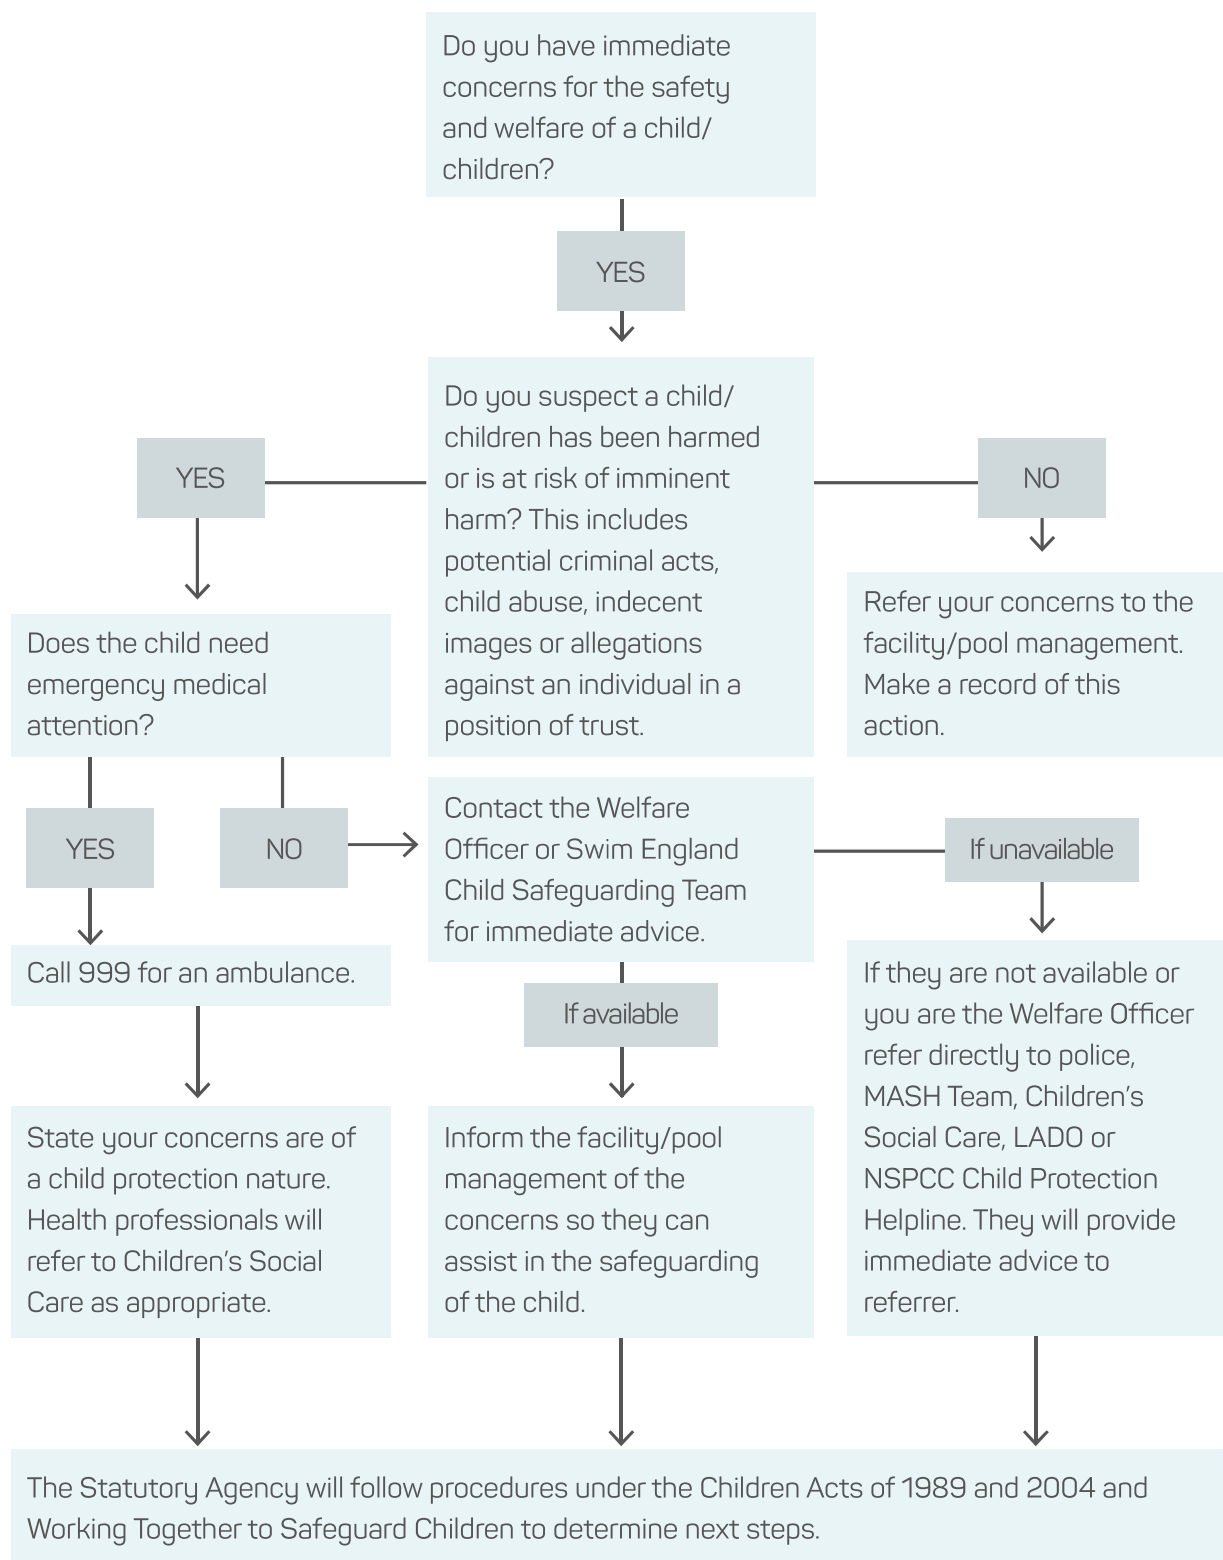 Do you have immediate
concerns for the safety
and welfare of a child/
children?
YES
Do you suspect a child/
children has been harmed
or is at risk of imminent
harm? This includes
potential criminal acts,
child abuse, indecent
images or allegations
against an individual in a
position of trust.
YES
NO
Does the child need
emergency medical
attention?
Refer your concerns to the
facility/pool management.
Make a record of this
action.
YES
NO
Contact the Welfare
Officer or Swim England
Child Safeguarding Team
for immediate advice.
If unavailable
Call 999 for an ambulance.
If available
If they are not available or
you are the Welfare Officer
refer directly to police,
MASH Team, Children's
Social Care, LADO or
NSPCC Child Protection
Helpline. They will provide
immediate advice to
referrer.
State your concerns are of
a child protection nature.
Health professionals will
refer to Children's Social
Care as appropriate.
Inform the facility/pool
management of the
concerns so they can
assist in the safeguarding
of the child.
The Statutory Agency will follow procedures under the Children Acts of 1989 and 2004 and
Working Together to Safeguard Children to determine next steps.